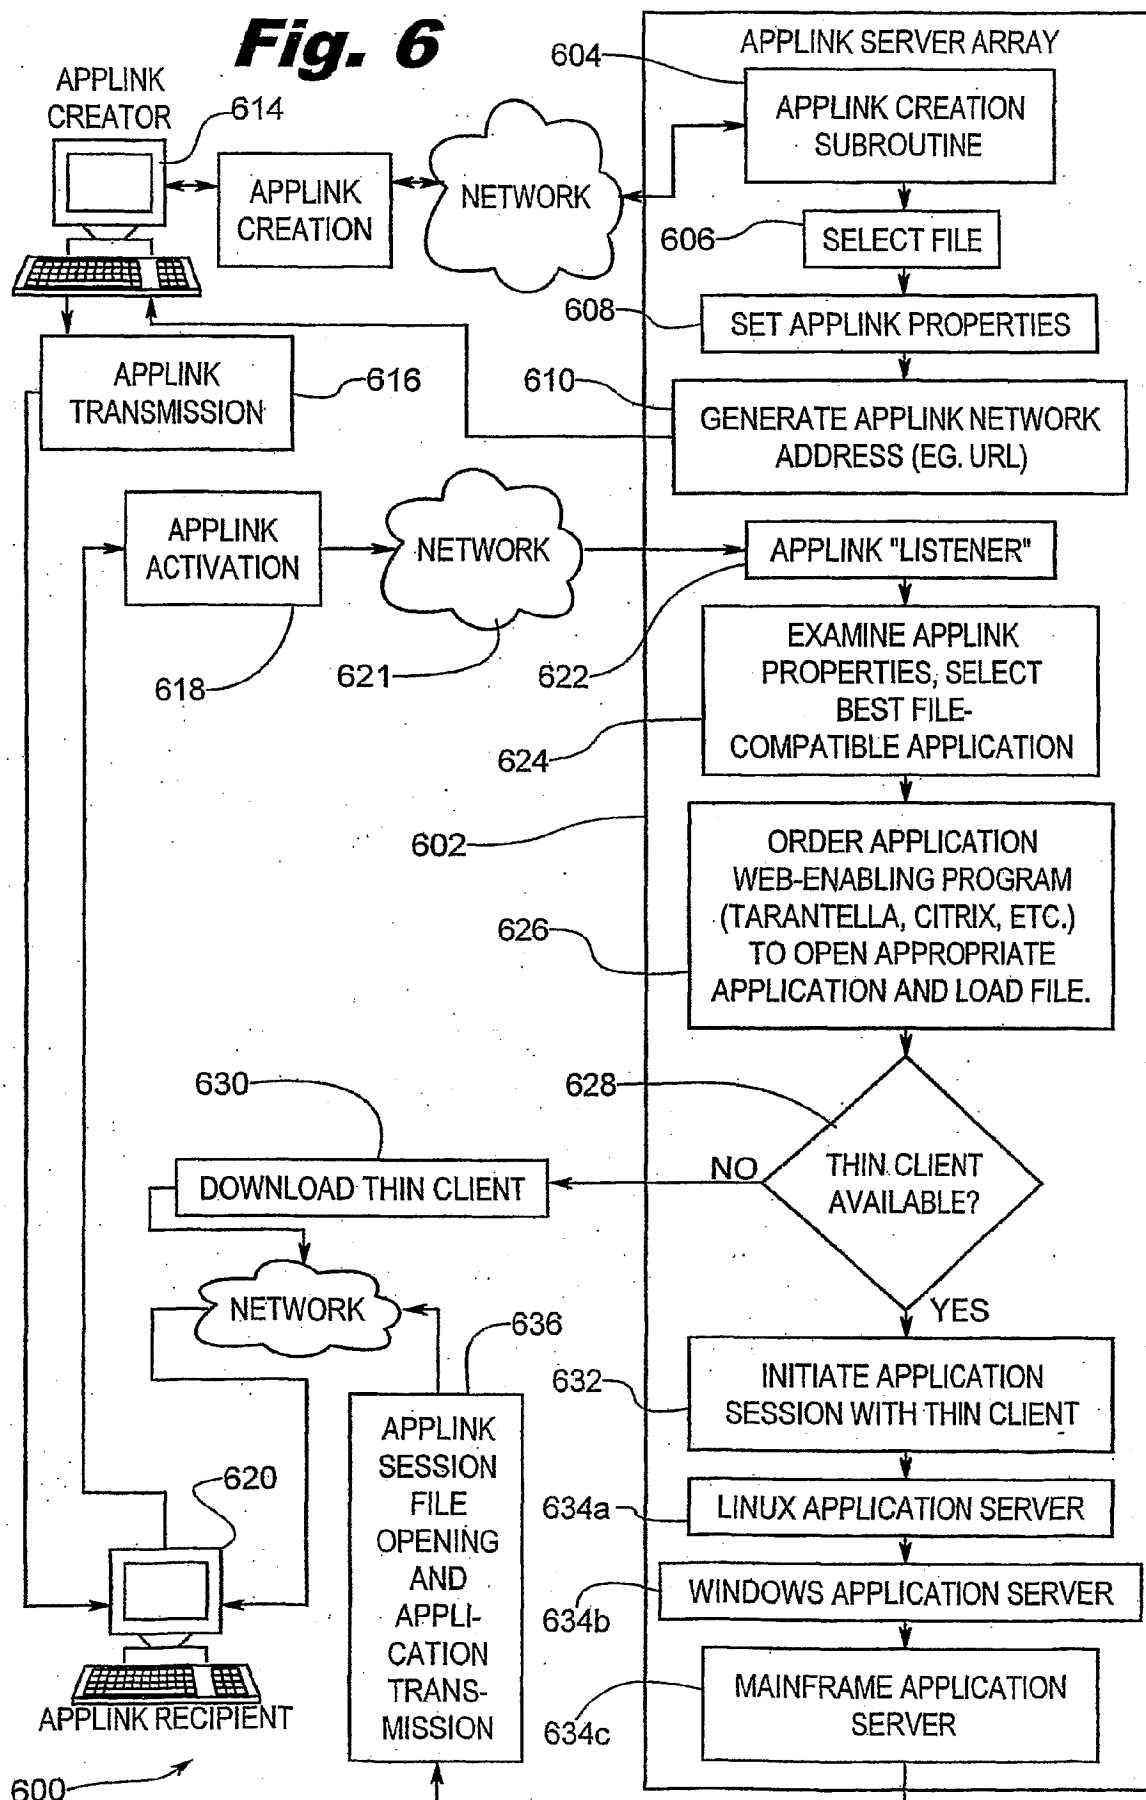 Fig. 6
APPLINK SERVER ARRAY
604
APPLINK CREATION
SUBROUTINE
APPLINK
CREATOR
614
APPLINK
CREATION
NETWORK
606
SELECT FILE
608
SET APPLINK PROPERTIES
APPLINK
TRANSMISSION
616
610
GENERATE APPLINK NETWORK
ADDRESS (EG. URL)
APPLINK
ACTIVATION
618
NETWORK
621
APPLINK "LISTENER"
622
EXAMINE APPLINK
PROPERTIES, SELECT
BEST FILE-
COMPATIBLE APPLICATION
624
602
ORDER APPLICATION
WEB-ENABLING PROGRAM
(TARANTELLA, CITRIX, ETC.)
TO OPEN APPROPRIATE
APPLICATION AND LOAD FILE.
626
628
THIN CLIENT
AVAILABLE?
NO
YES
630
DOWNLOAD THIN CLIENT
NETWORK
636
APPLINK
SESSION
FILE
OPENING
AND
APPLI-
CATION
TRANS-
MISSION
632
INITIATE APPLICATION
SESSION WITH THIN CLIENT
634a
LINUX APPLICATION SERVER
634b
WINDOWS APPLICATION SERVER
634c
MAINFRAME APPLICATION
SERVER
620
APPLINK RECIPIENT
600